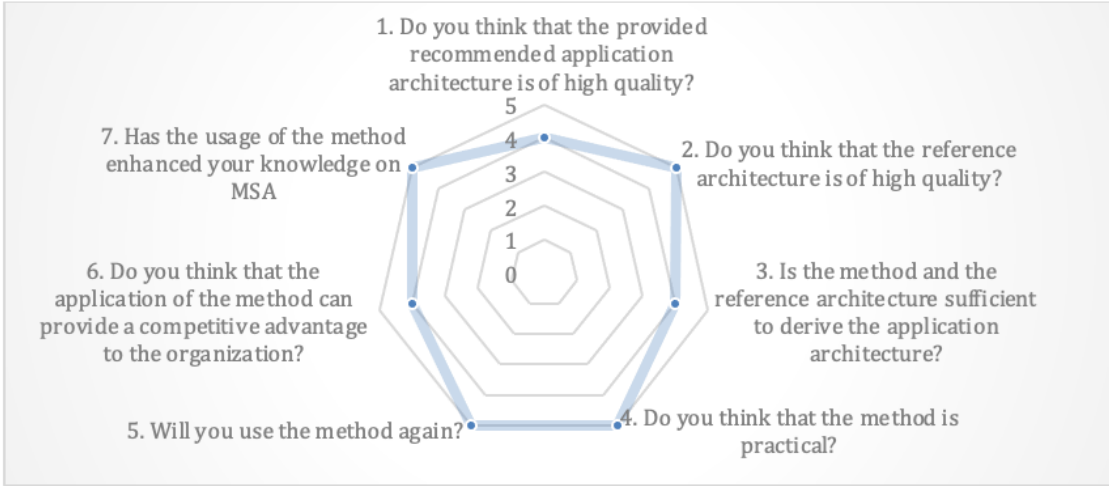 1. Do you think that the provided
recommended application
architecture is of high quality?
5
4
3
2
1
0
2. Do you think that the reference
architecture is of high quality?
3. Is the method and the
reference architecture sufficient
to derive the application
architecture?
4. Do you think that the method is
practical?
5. Will you use the method again?
6. Do you think that the
application of the method can
provide a competitive advantage
to the organization?
7. Has the usage of the method
enhanced your knowledge on
MSA